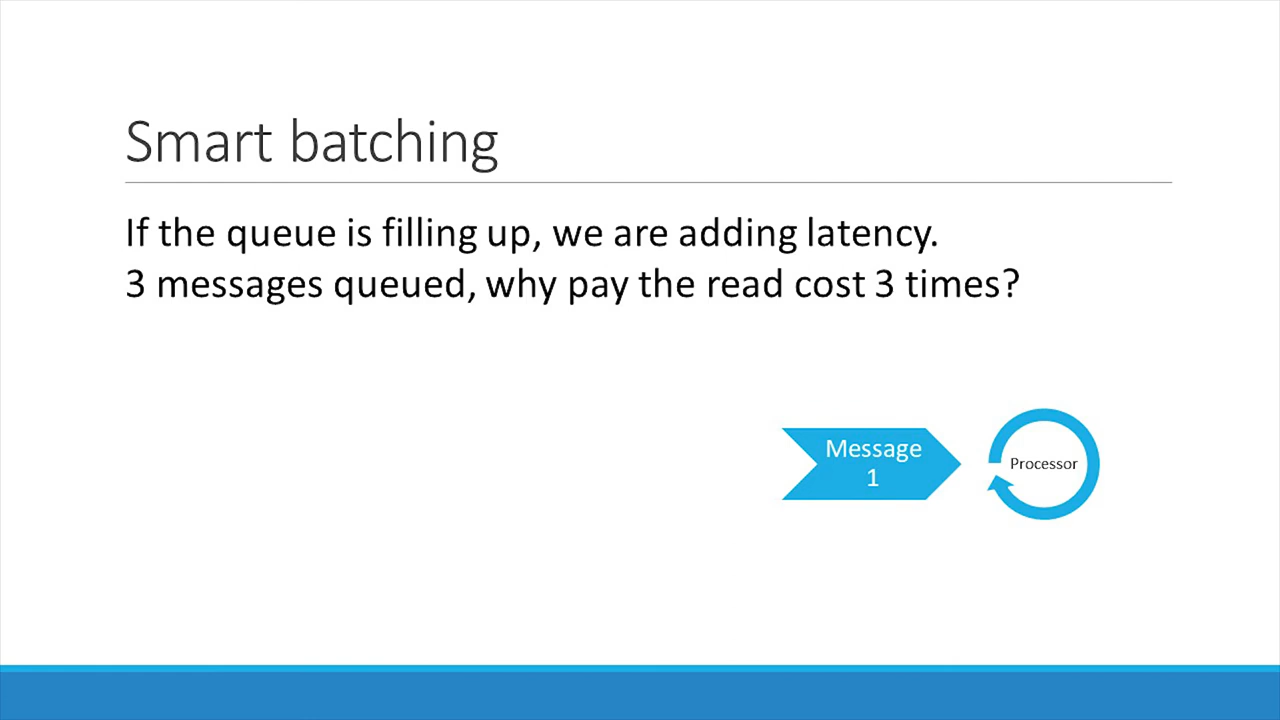 Smart batching
If the queue is filling up, we are adding latency.
3 messages queued, why pay the read cost 3 times?
Message
1
Processor